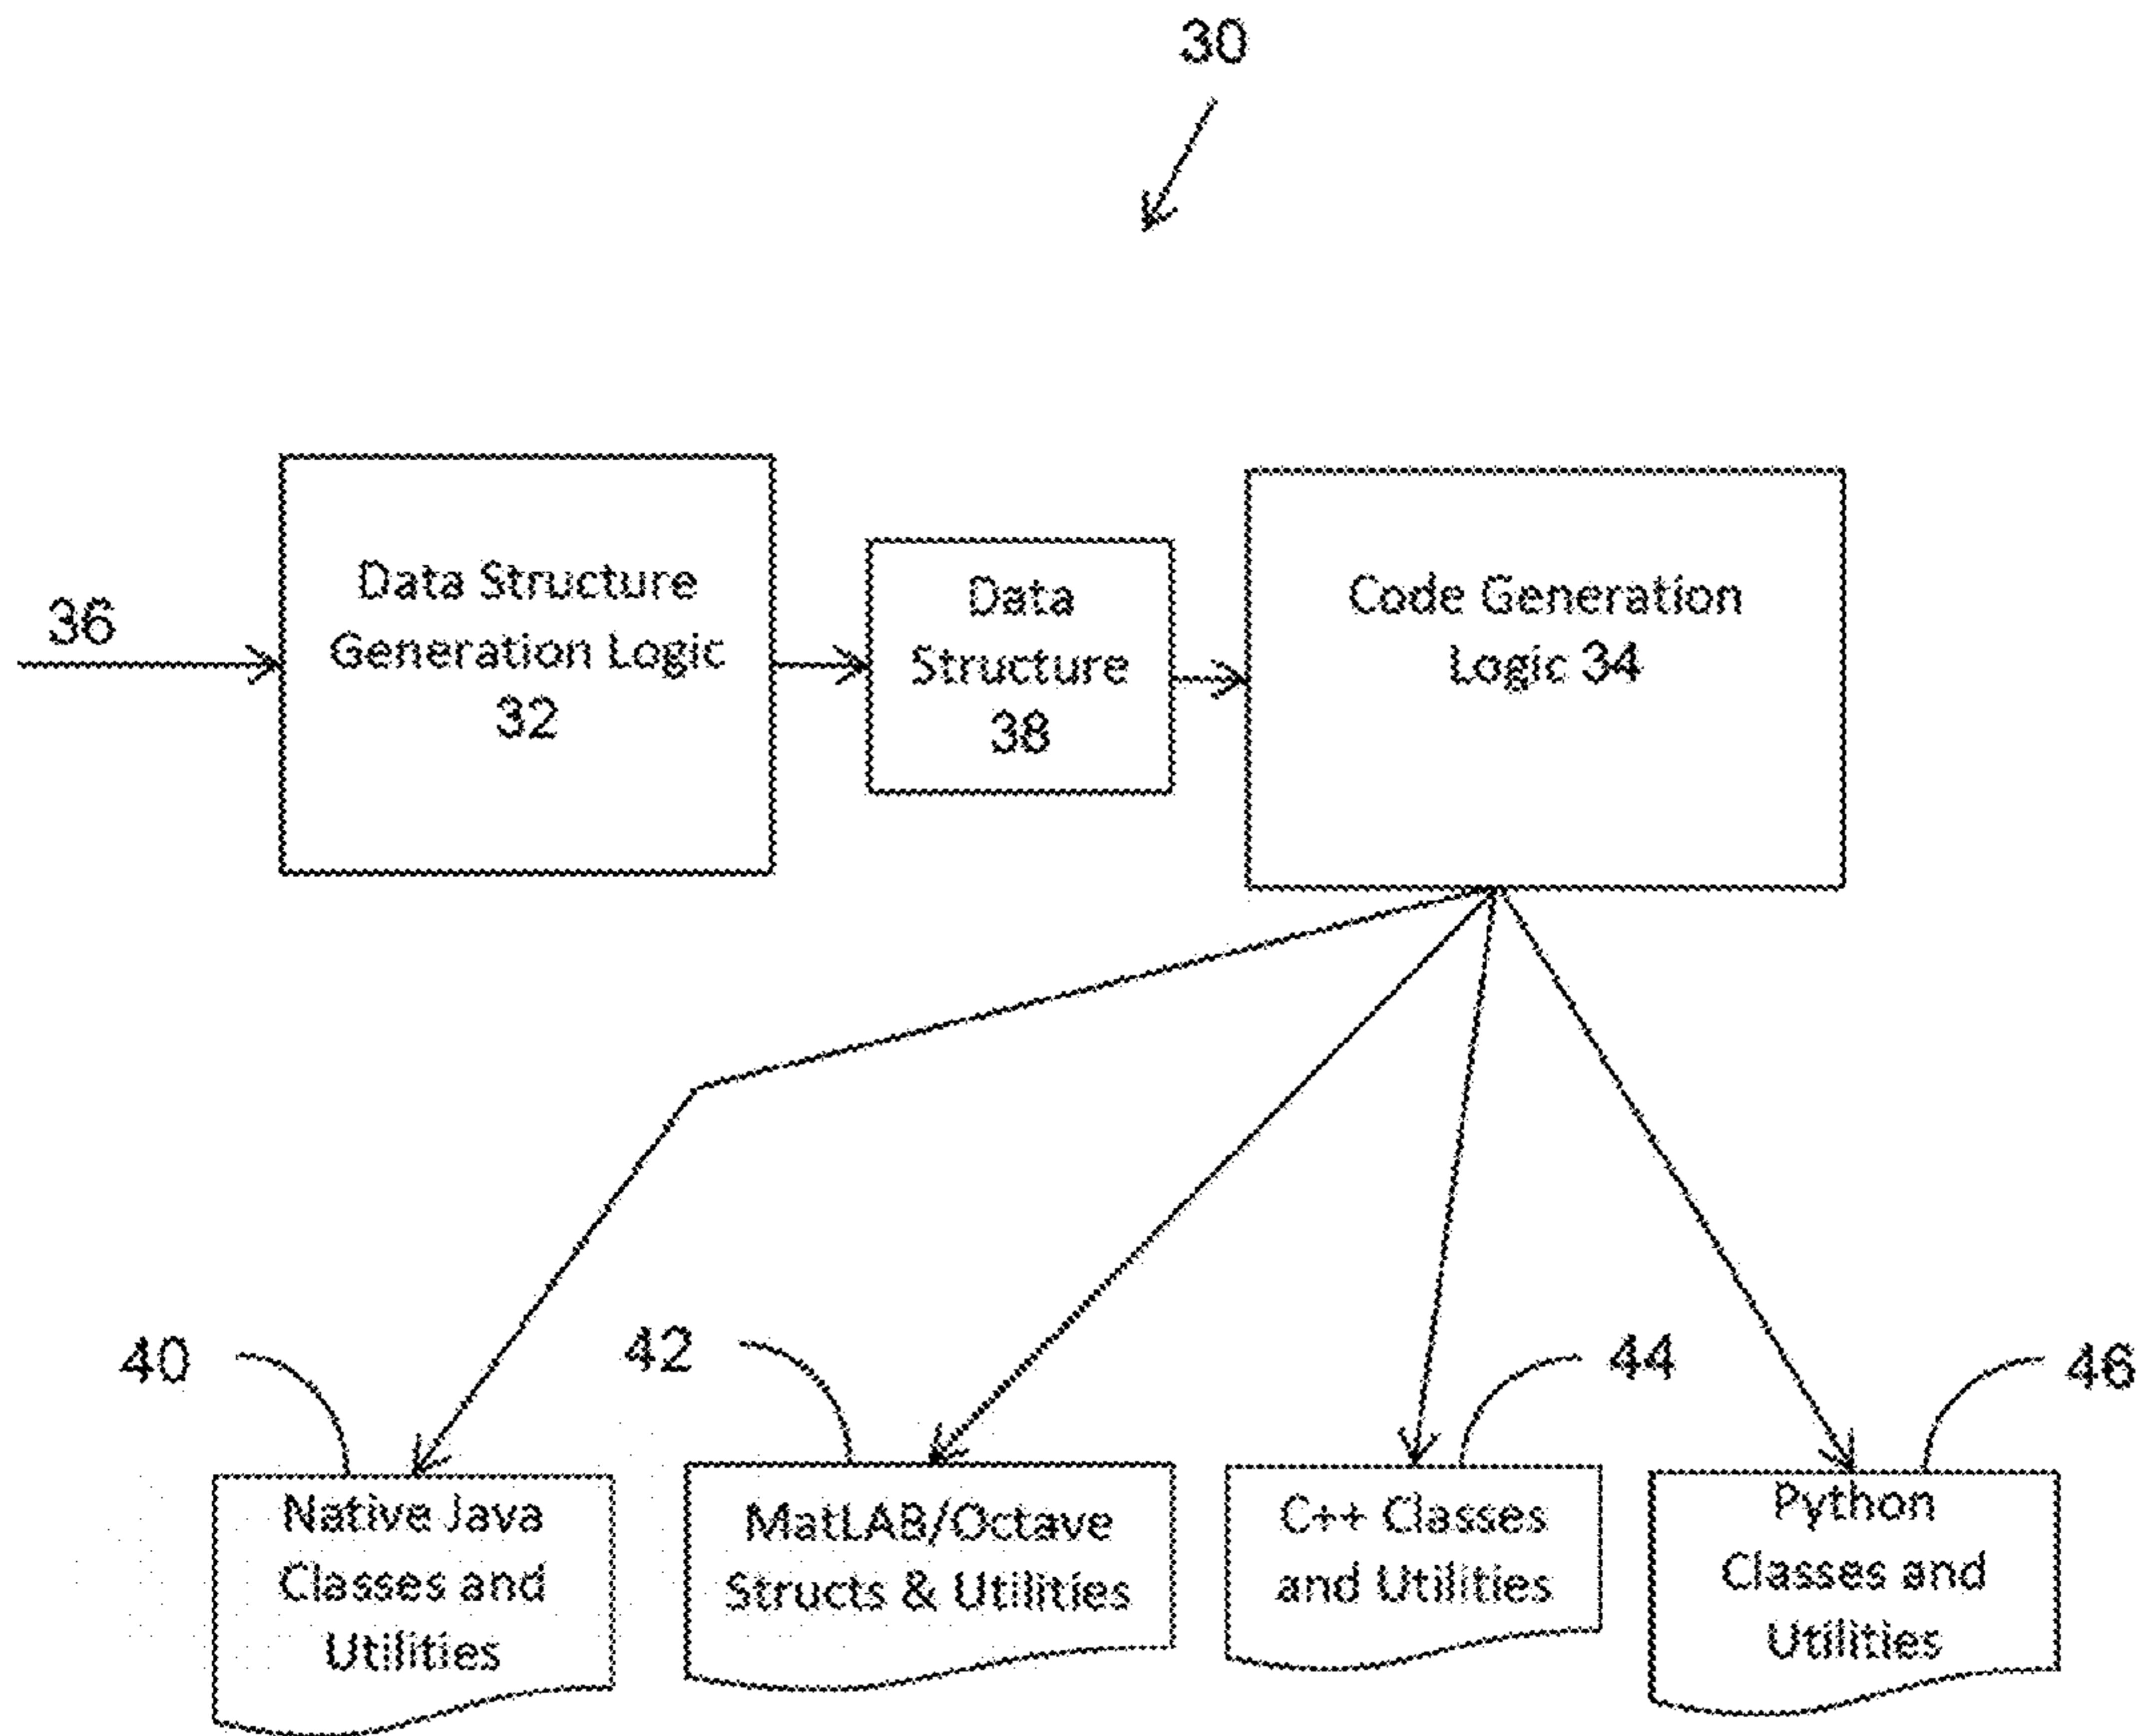 30
36
Data Structure
Generation Logic
32
Data
Structure
38
Code Generation
Logic 34
40
42
44
46
Native Java
Classes and
Utilities
MatLAB/Octave
Structs & Utilities
C++ Classes
and Utilities
Python
Classes and
Utilities